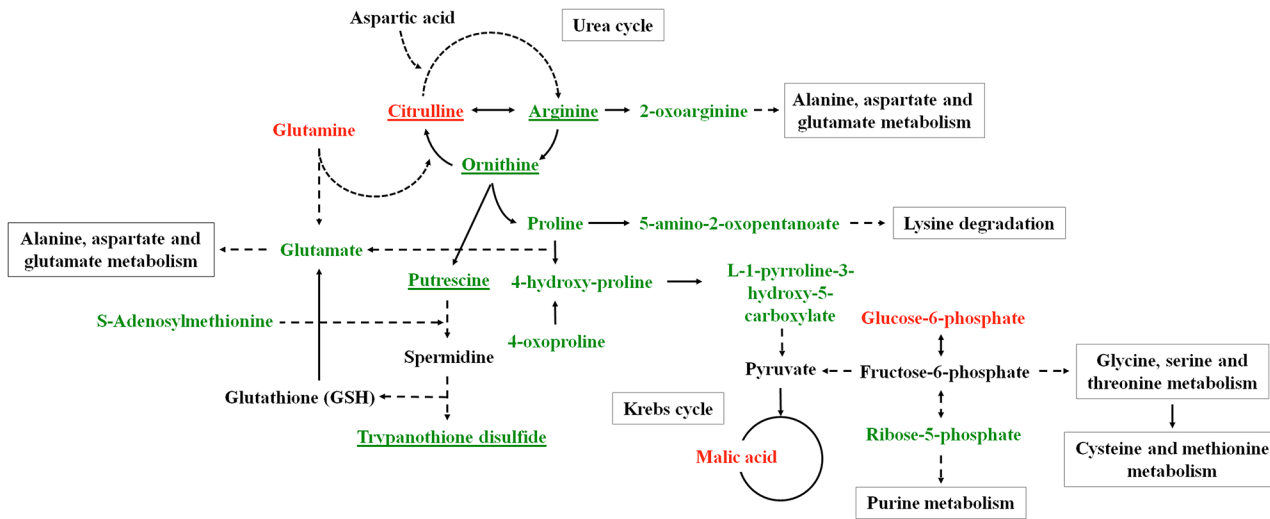 Aspartic acid
Urea cycle
Citrulline
Arginine
2-oxoarginine
Alanine, aspartate and
glutamate metabolism
Glutamine
Ornithine
Proline
5-amino-2-oxopentanoate
Lysine degradation
Alanine, aspartate and
glutamate metabolism
Glutamate
Putrescine
4-hydroxy-proline
L-1-pyrroline-3-
hydroxy-5-
carboxylate
S-Adenosylmethionine
4-oxoproline
Glucose-6-phosphate
Spermidine
Pyruvate
Fructose-6-phosphate
Glycine, serine and
threonine metabolism
Glutathione (GSH)
Krebs cycle
Trypanothione disulfide
Ribose-5-phosphate
Malic acid
Cysteine and methionine
metabolism
Purine metabolism